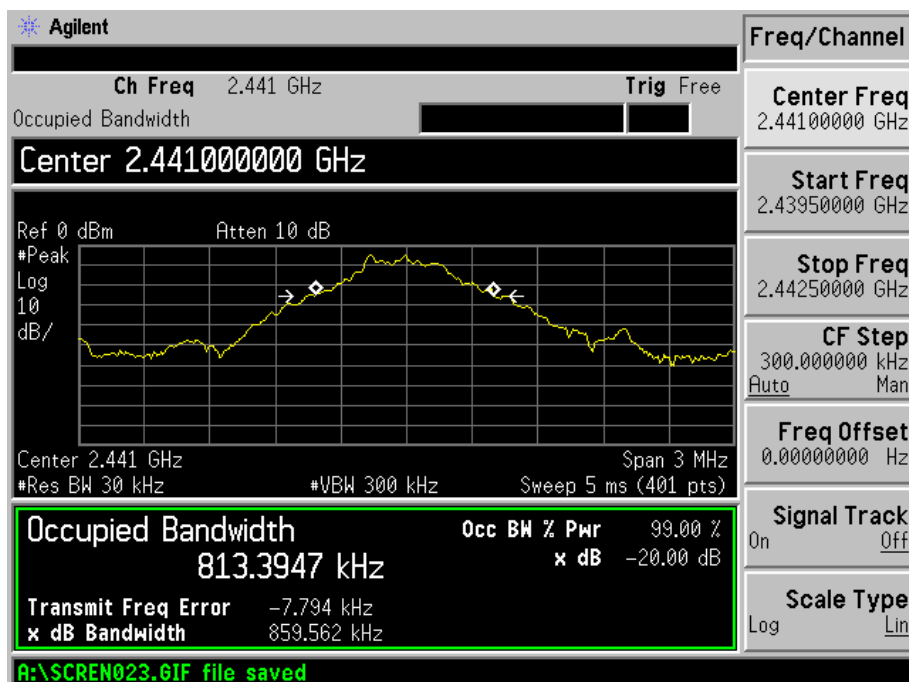 Agilent
Freq/Channel
Ch Freq 2.441 GHz Trig Free
Occupied Bandwidth
Center 2.441000000 GHz
Ref 0 dBm Atten 10 dB
#Peak
Log
10
dB/
Center 2.441 GHz Span 3 MHz
#Res BW 30 kHz #VBW 300 kHz Sweep 5 ms (401 pts)
Occupied Bandwidth
813.3947 kHz
Occ BW % Pwr 99.00 %
x dB -20.00 dB
Transmit Freq Error -7.794 kHz
x dB Bandwidth 859.562 kHz
A:\SCREN023.GIF file saved
Center Freq
2.44100000 GHz
Start Freq
2.43950000 GHz
Stop Freq
2.44250000 GHz
CF Step
300.000000 kHz
Auto Man
Freq Offset
0.00000000 Hz
Signal Track
On Off
Scale Type
Log Lin